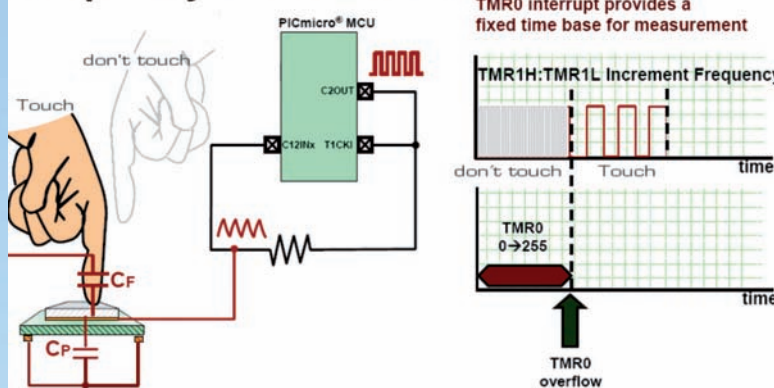 TMR0 interrupt provides a
fixed time base for measurement
PICmicro® MCU
don't touch
Touch
C2OUT
C12INx
T1CKI
CF
CP
TMR1H:TMR1L Increment Frequency
time
don't touch
Touch
TMR0
0→255
time
TMR0
overflow